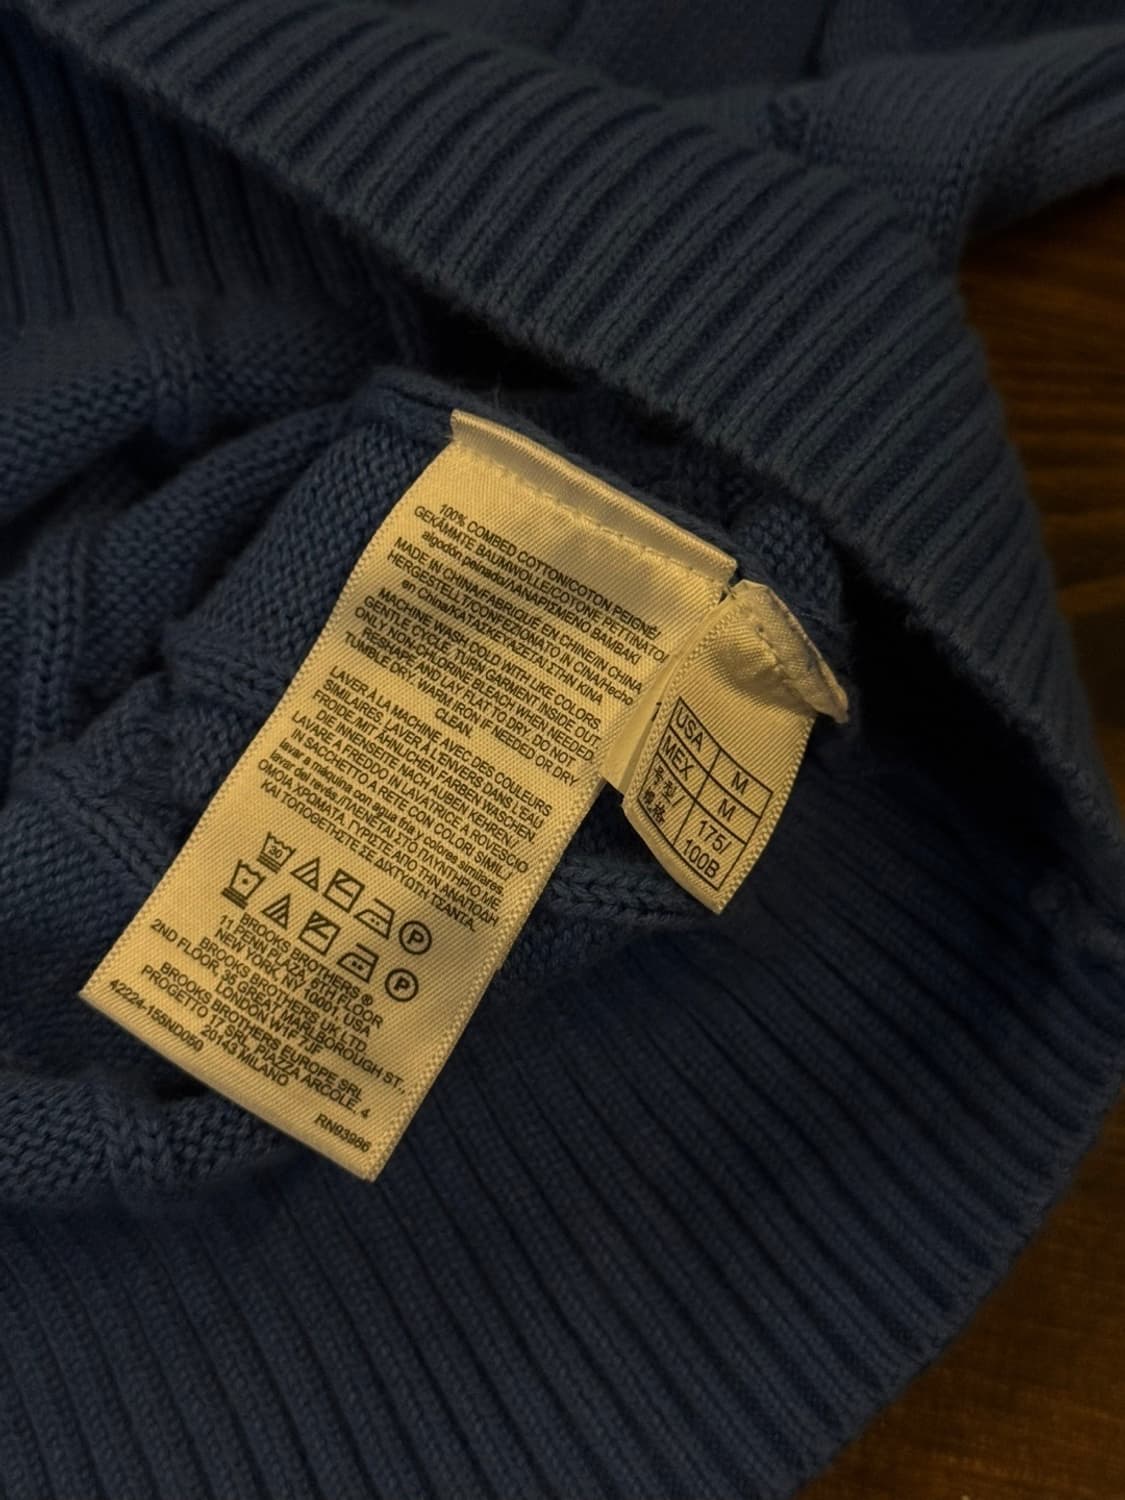 100% COMBED COTTON/COTON PEIGNÉ/
GEKÄMMTE BAUMWOLLE/COTONE PETTINATO/
algodón peinado/ΛΑΝΑΡΙΣΜΕΝΟ ΒΑΜΒΑΚΙ
MADE IN CHINA/FABRIQUÉ EN CHINE/IN CHINA
HERGESTELLT/CONFEZIONATO IN CHINA/hecho
en China/ΚΑΤΑΣΚΕΥΑΖΕΤΑΙ ΣΤΗΝ ΚΙΝΑ
MACHINE WASH COLD WITH LIKE COLORS,
GENTLE CYCLE. TURN GARMENT INSIDE OUT.
ONLY NON-CHLORINE BLEACH WHEN NEEDED.
RESHAPE AND LAY FLAT TO DRY. DO NOT
TUMBLE DRY. WARM IRON IF NEEDED OR DRY-
CLEAN.
LAVER À LA MACHINE AVEC DES COULEURS
SIMILAIRES, LAVER À L'ENVERS DANS L'EAU
FROIDE/MIT ÄHNLICHEN FARBEN WASCHEN.
DIE INNENSEITE NACH AUßEN KEHREN.
LAVARE A FREDDO IN LAVATRICE A ROVESCIO
IN SACCHETTO A RETE CON COLORI SIMILI./
lavar a máquina con agua fría y colores similares.
lavar del revés./ΠΛΕΝΕΤΑΙ ΣΤΟ ΠΛΥΝΤΗΡΙΟ ΜΕ
ΟΜΟΙΑ ΧΡΩΜΑΤΑ. ΓΥΡΙΣΤΕ ΑΠΟ ΤΗΝ ΑΝΑΠΟΔΗ
ΚΑΙ ΤΟΠΟΘΕΤΗΣΤΕ ΣΕ ΔΙΧΤΥΩΤΗ ΤΣΑΝΤΑ.
P
P
BROOKS BROTHERS ®
11 PENN PLAZA 6TH FLOOR
NEW YORK, NY 10001, USA
BROOKS BROTHERS UK LTD
2ND FLOOR, 36 GREAT MARLBOROUGH ST.,
LONDON W1F 7JF
BROOKS BROTHERS EUROPE SRL
PROGETTO 17 SRL, PIAZZA ARCOLE, 4
20143 MILANO
42224-159ND050
RN93986
USA M
MEX M
号型/ 175/
规格 100B